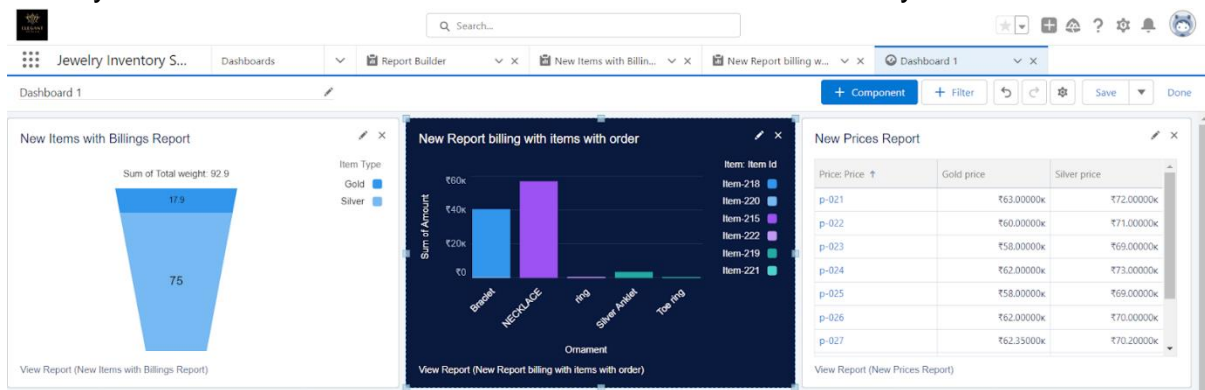 Search...
Jewelry Inventory S...
Dashboards
Report Builder
New Items with Billin...
New Report billing w...
Dashboard 1
Dashboard 1
+ Component
+ Filter
Save
Done
New Items with Billings Report
Sum of Total weight: 92.9
17.9
75
Item Type
Gold
Silver
View Report (New Items with Billings Report)
New Report billing with items with order
Sum of Amount
₹60K
₹40K
₹20K
₹0
Braclet
NECKLACE
ring
Silver Anklet
Toe ring
Ornament
Item: Item Id
Item-218
Item-220
Item-215
Item-222
Item-219
Item-221
View Report (New Report billing with items with order)
New Prices Report
Price: Price ↑ Gold price Silver price
p-021 ₹63.00000K ₹72.00000K
p-022 ₹60.00000K ₹71.00000K
p-023 ₹58.00000K ₹69.00000K
p-024 ₹62.00000K ₹73.00000K
p-025 ₹58.00000K ₹69.00000K
p-026 ₹62.00000K ₹70.00000K
p-027 ₹62.35000K ₹70.20000K
View Report (New Prices Report)